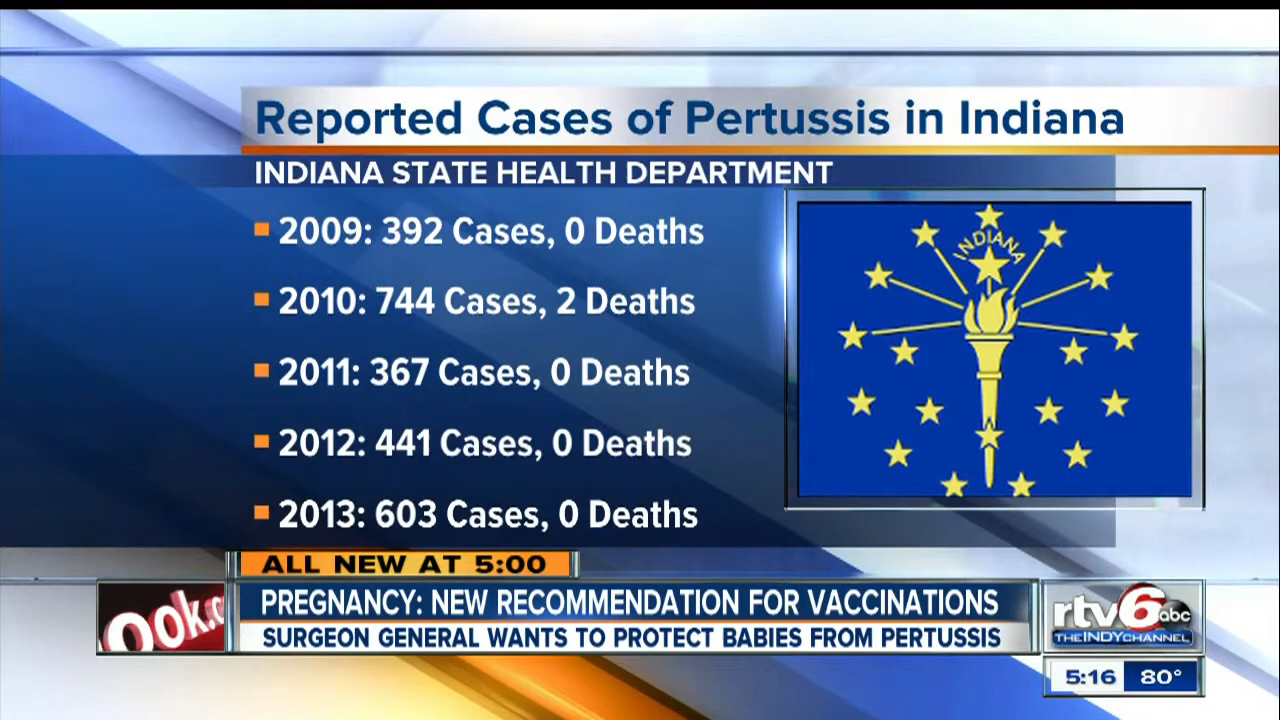 Reported Cases of Pertussis in Indiana
INDIANA STATE HEALTH DEPARTMENT
2009: 392 Cases, 0 Deaths
2010: 744 Cases, 2 Deaths
2011: 367 Cases, 0 Deaths
2012: 441 Cases, 0 Deaths
2013: 603 Cases, 0 Deaths
INDIANA
ALL NEW AT 5:00
PREGNANCY: NEW RECOMMENDATION FOR VACCINATIONS
SURGEON GENERAL WANTS TO PROTECT BABIES FROM PERTUSSIS
rtv6 abc
THEINDYCHANNEL
5:16 80°